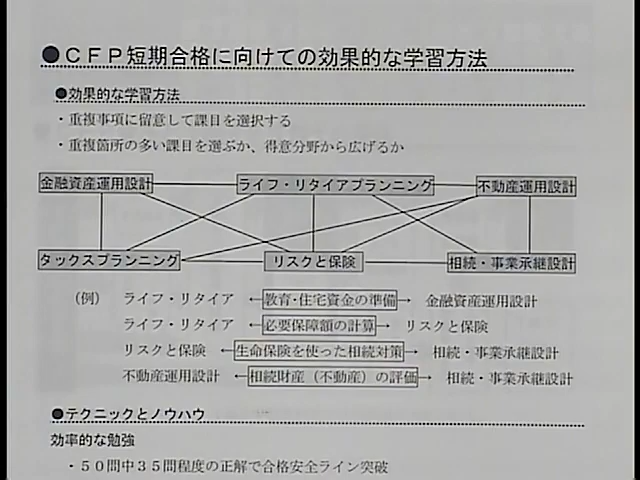 ●ＣＦＰ短期合格に向けての効果的な学習方法
●効果的な学習方法
・重複事項に留意して課目を選択する
・重複箇所の多い課目を選ぶか、得意分野から広げるか
金融資産運用設計 ライフ・リタイアプランニング 不動産運用設計
タックスプランニング リスクと保険 相続・事業承継設計
（例） ライフ・リタイア ←教育・住宅資金の準備→ 金融資産運用設計
ライフ・リタイア ←必要保障額の計算→ リスクと保険
リスクと保険 ←生命保険を使った相続対策→ 相続・事業承継設計
不動産運用設計 ←相続財産（不動産）の評価→ 相続・事業承継設計
●テクニックとノウハウ
効率的な勉強
・５０問中３５問程度の正解で合格安全ライン突破